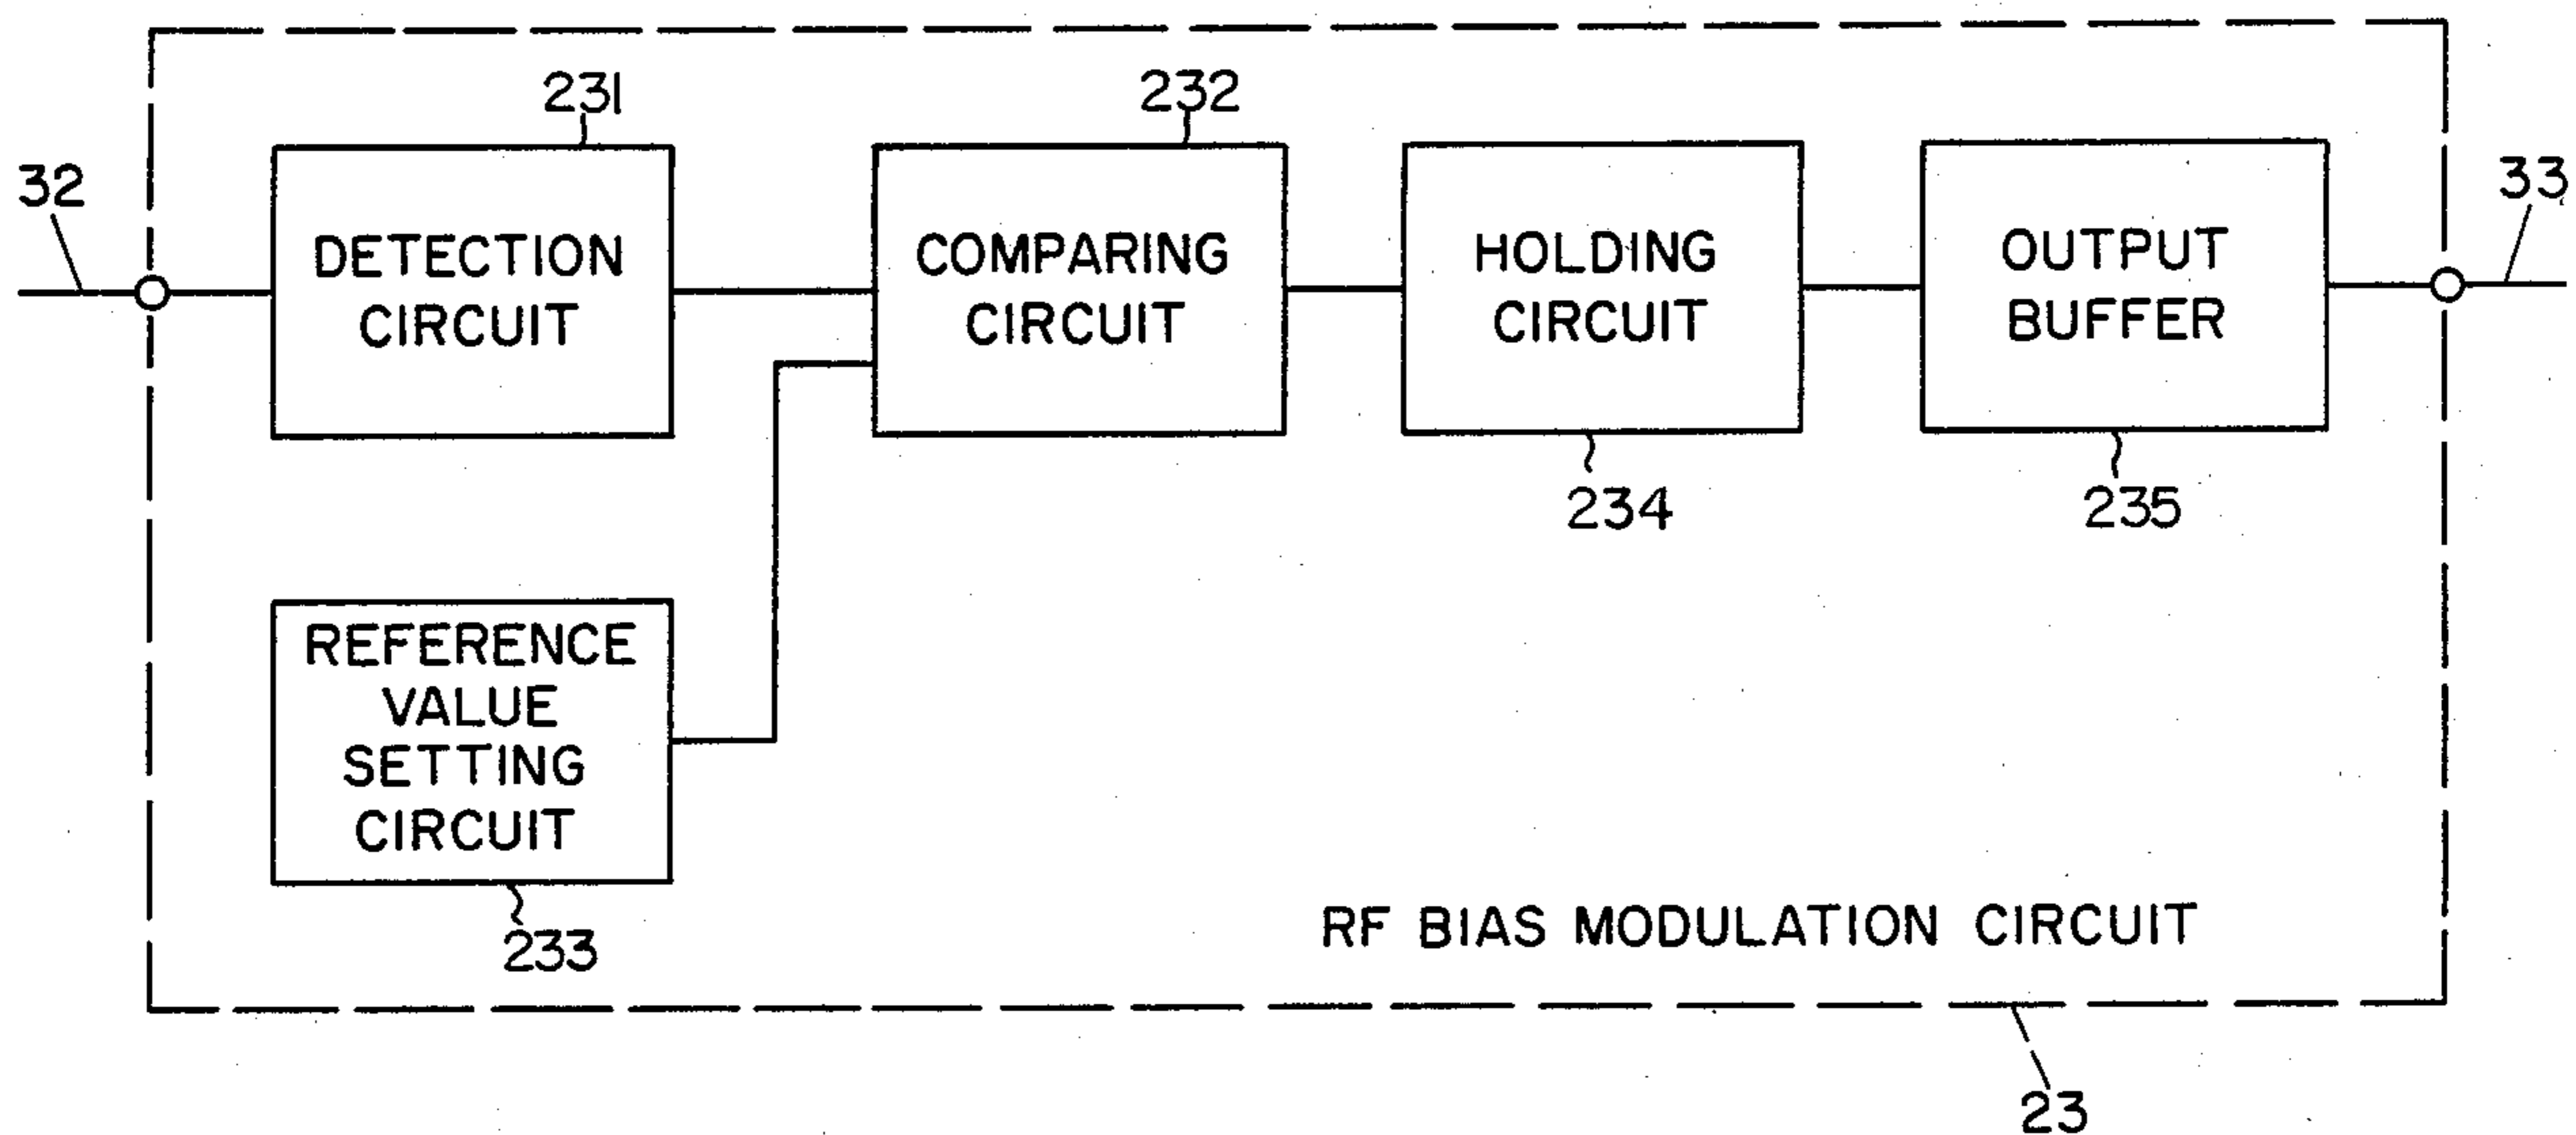 231
232
32
33
DETECTION
CIRCUIT
COMPARING
CIRCUIT
HOLDING
CIRCUIT
OUTPUT
BUFFER
234
235
REFERENCE
VALUE
SETTING
CIRCUIT
233
RF BIAS MODULATION CIRCUIT
23